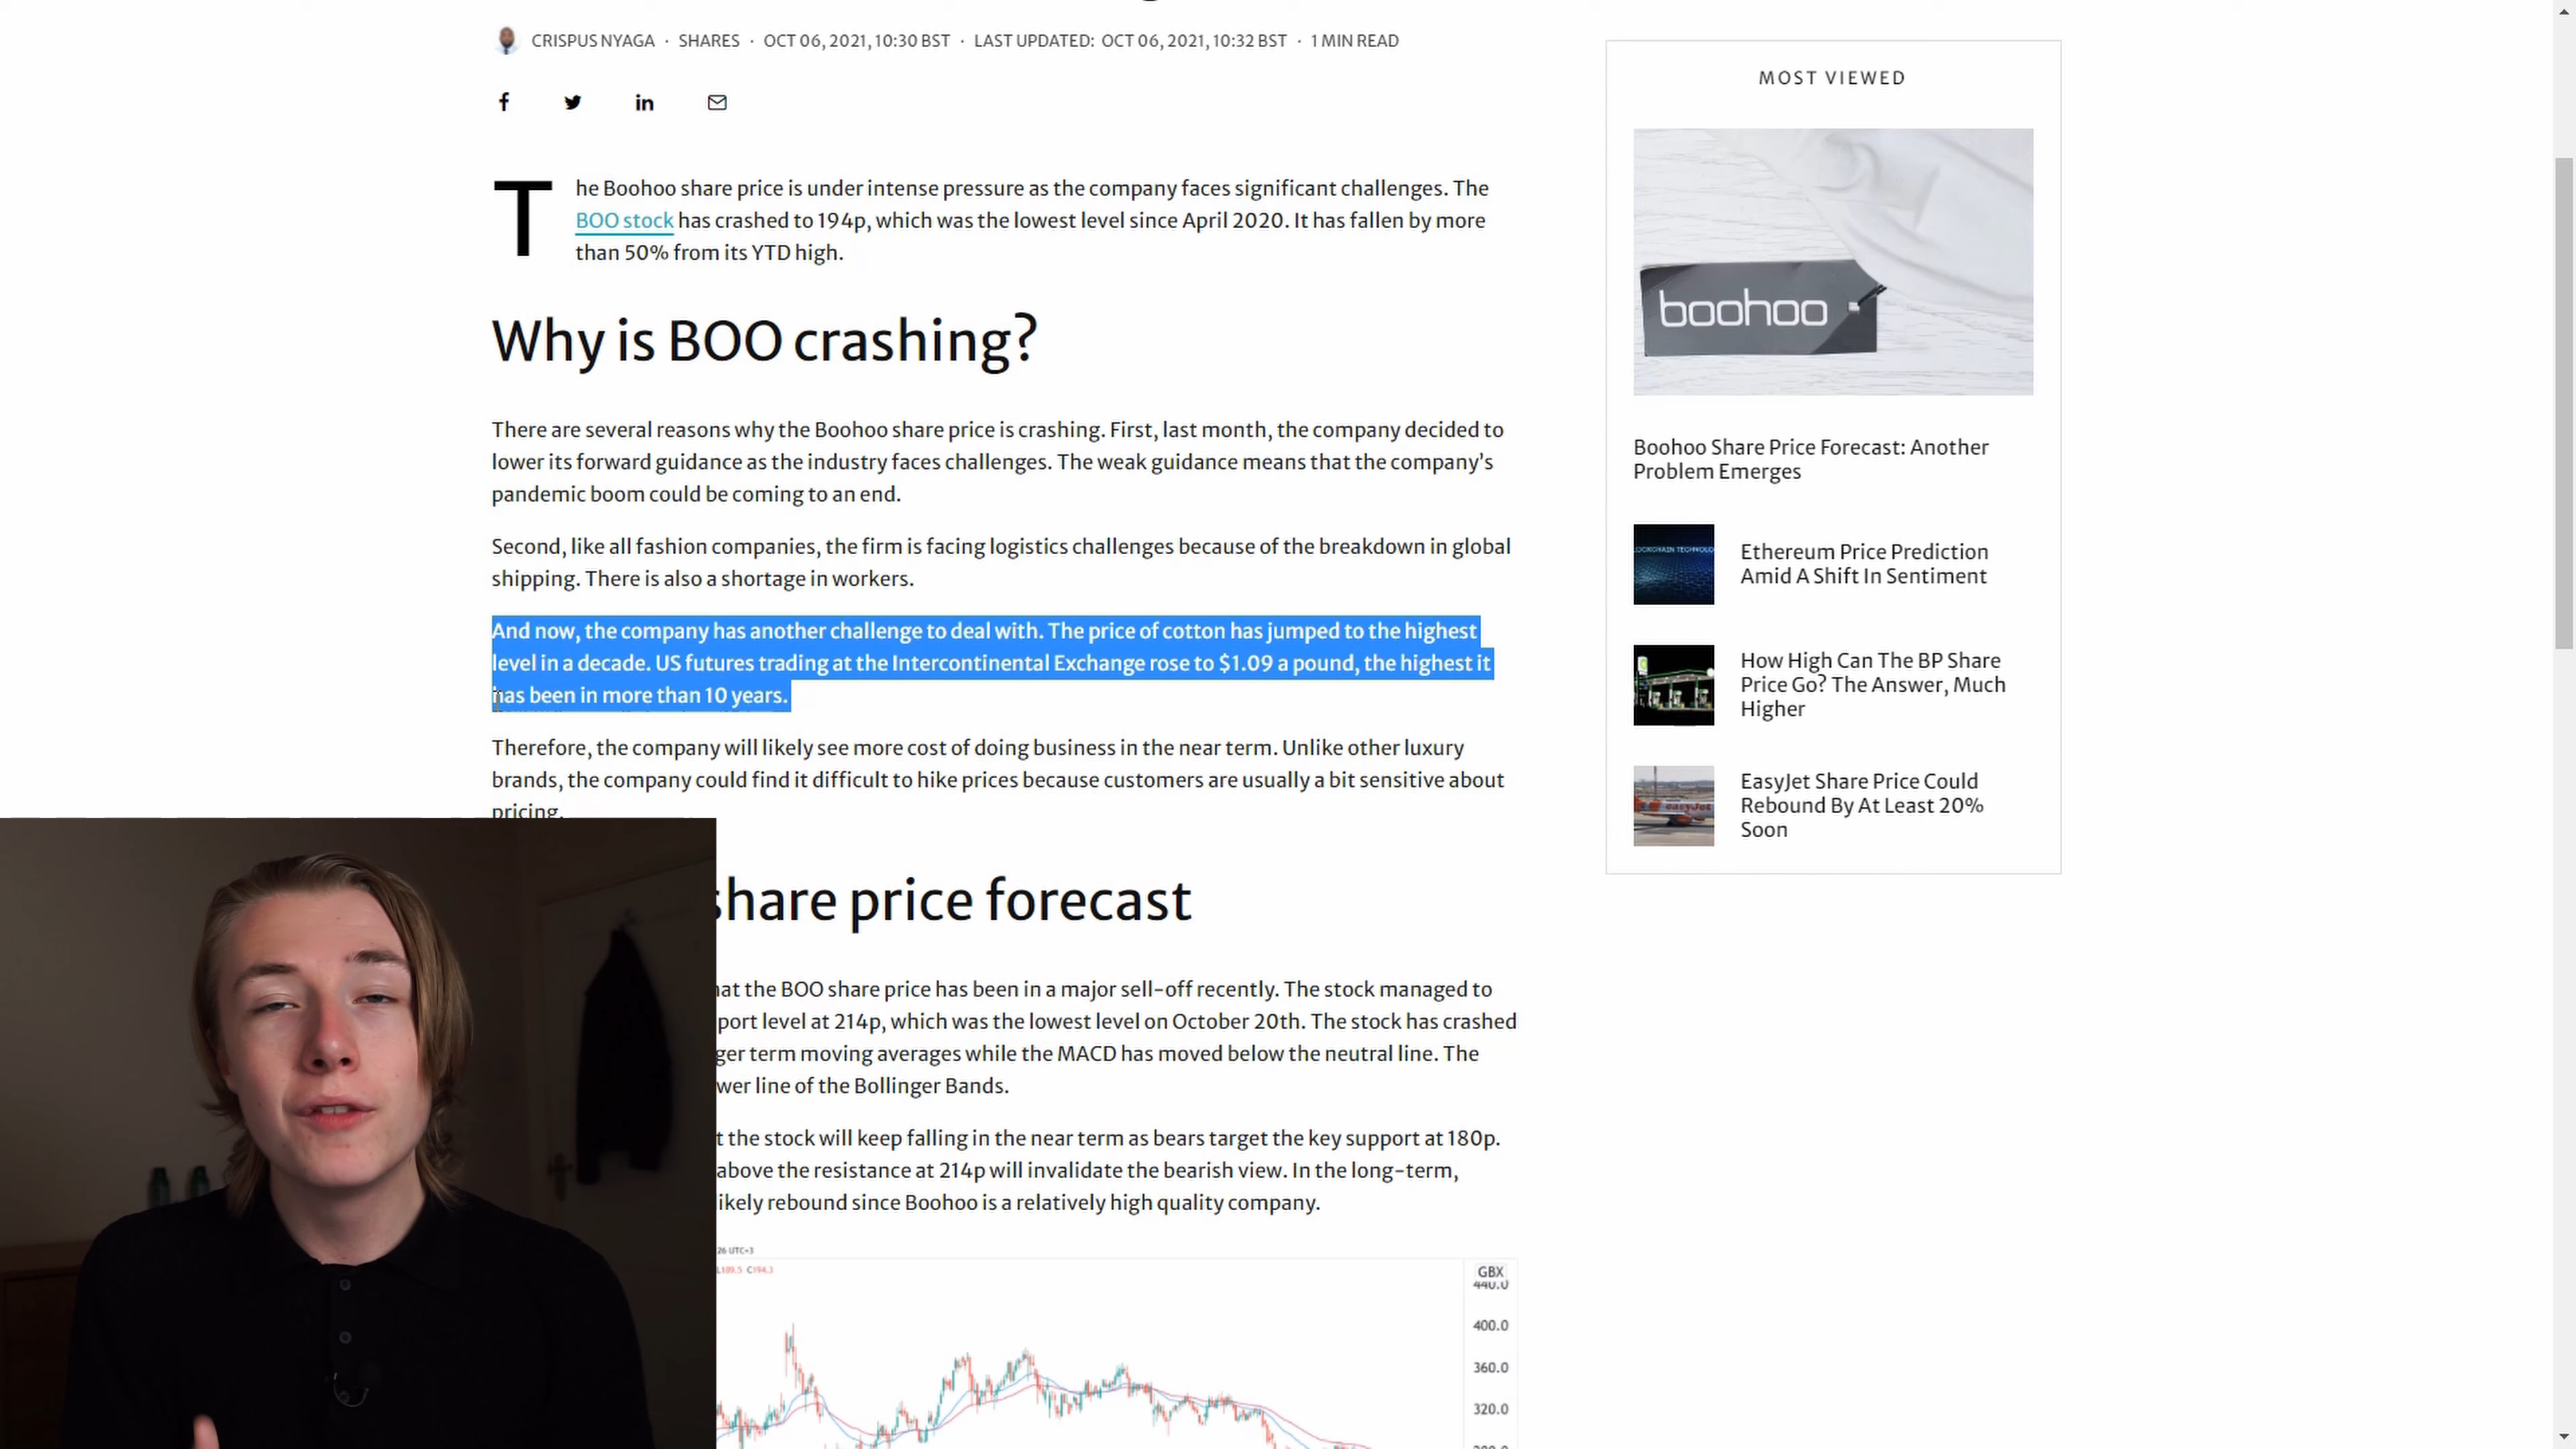 CRISPUS NYAGA · SHARES · OCT 06, 2021, 10:30 BST · LAST UPDATED: OCT 06, 2021, 10:32 BST · 1 MIN READ
The Boohoo share price is under intense pressure as the company faces significant challenges. The
BOO stock has crashed to 194p, which was the lowest level since April 2020. It has fallen by more
than 50% from its YTD high.
Why is BOO crashing?
There are several reasons why the Boohoo share price is crashing. First, last month, the company decided to
lower its forward guidance as the industry faces challenges. The weak guidance means that the company's
pandemic boom could be coming to an end.
Second, like all fashion companies, the firm is facing logistics challenges because of the breakdown in global
shipping. There is also a shortage in workers.
And now, the company has another challenge to deal with. The price of cotton has jumped to the highest
level in a decade. US futures trading at the Intercontinental Exchange rose to $1.09 a pound, the highest it
has been in more than 10 years.
Therefore, the company will likely see more cost of doing business in the near term. Unlike other luxury
brands, the company could find it difficult to hike prices because customers are usually a bit sensitive about
pricing.
share price forecast
the BOO share price has been in a major sell-off recently. The stock managed to
level at 214p, which was the lowest level on October 20th. The stock has crashed
term moving averages while the MACD has moved below the neutral line. The
line of the Bollinger Bands.
the stock will keep falling in the near term as bears target the key support at 180p.
above the resistance at 214p will invalidate the bearish view. In the long-term,
rebound since Boohoo is a relatively high quality company.
26 UTC+3
L189.5 C194.3
GBX
440.0
400.0
360.0
320.0
MOST VIEWED
boohoo
Boohoo Share Price Forecast: Another
Problem Emerges
Ethereum Price Prediction
Amid A Shift In Sentiment
How High Can The BP Share
Price Go? The Answer, Much
Higher
easyJet
EasyJet Share Price Could
Rebound By At Least 20%
Soon